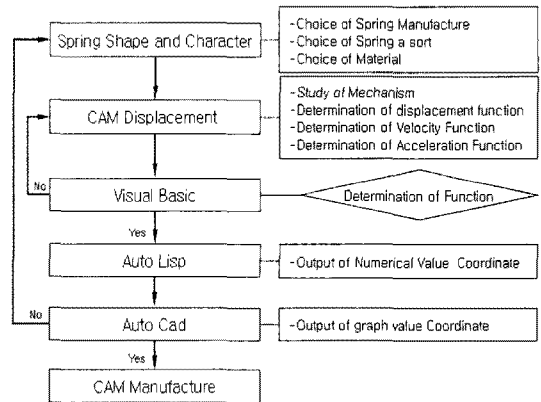 Spring Shape and Character
-Choice of Spring Manufacture
-Choice of Spring a sort
-Choice of Material
CAM Displacement
-Study of Mechanism
-Determination of displacement function
-Determination of Velocity Function
-Determination of Acceleration Function
No
Visual Basic
Determination of Function
Yes
Auto Lisp
-Output of Numerical Value Coordinate
No
Auto Cad
-Output of graph value Coordinate
Yes
CAM Manufacture